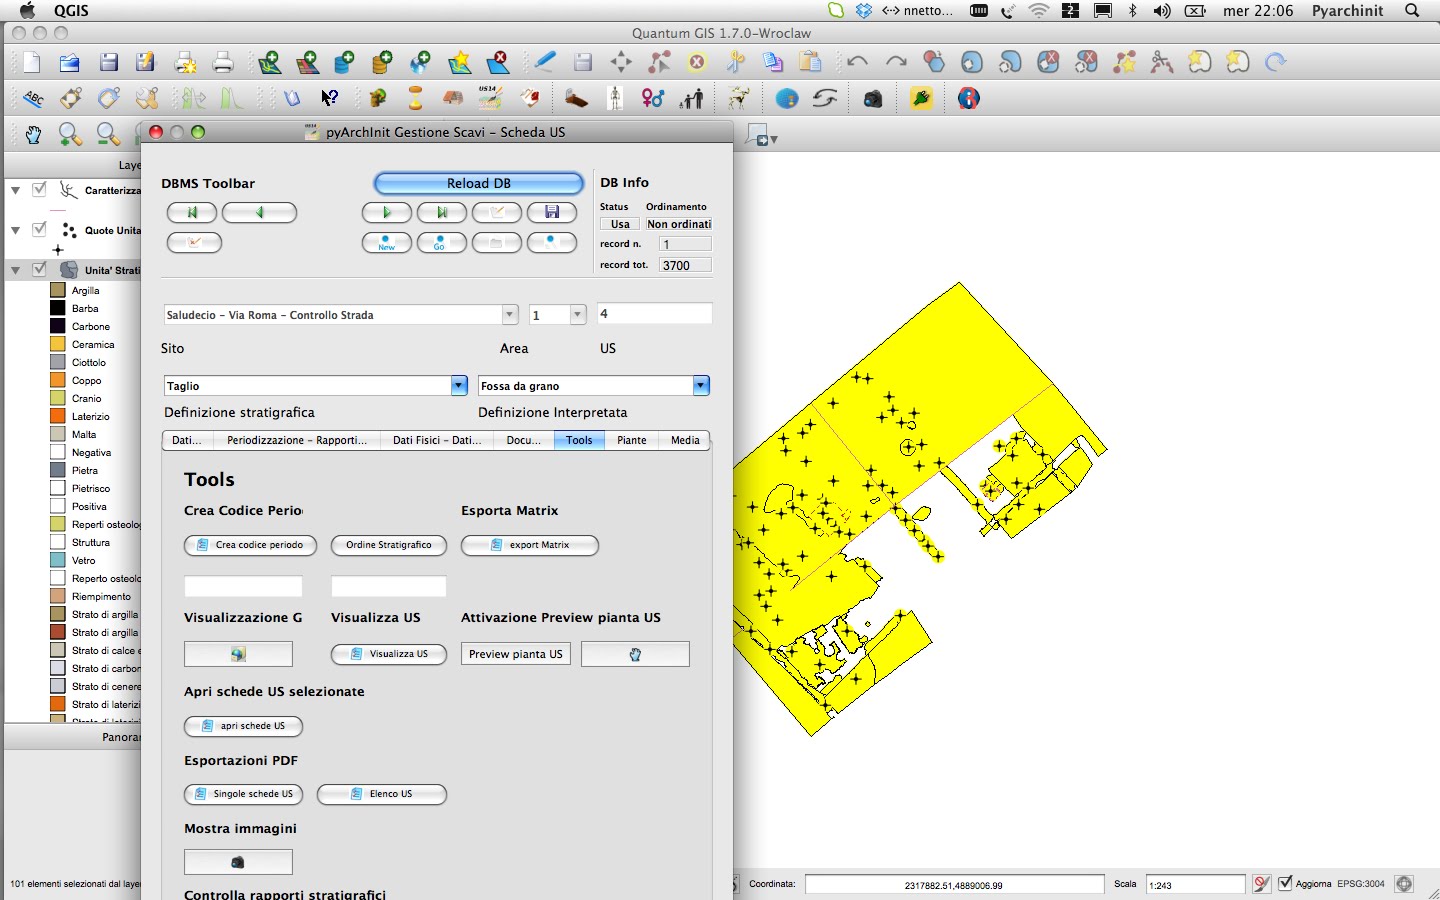 QGIS
nnetto...
2
mer 22:06
Pyarchinit
Quantum GIS 1.7.0-Wroclaw
ABC
US14
pyArchInit Gestione Scavi - Scheda US
Laye
DBMS Toolbar
Reload DB
DB Info
Status
Ordinamento
Usa
Non ordinati
New
Go
record n.
1
record tot.
3700
Caratterizza
Quote Unita
Unita' Strati
Argilla
Barba
Carbone
Ceramica
Ciottolo
Coppo
Cranio
Laterizio
Malta
Negativa
Pietra
Pietrisco
Positiva
Reperti osteolog
Struttura
Vetro
Reperto osteolo
Riempimento
Strato di argilla
Strato di argilla
Strato di calce e
Strato di carbon
Strato di cenere
Strato di laterizi
Strato di laterizi
Panorar
Saludecio - Via Roma - Controllo Strada
1
4
Sito
Area
US
Taglio
Fossa da grano
Definizione stratigrafica
Definizione Interpretata
Dati...
Periodizzazione - Rapporti...
Dati Fisici - Dati...
Docu...
Tools
Piante
Media
Tools
Crea Codice Perio
Esporta Matrix
Crea codice periodo
Ordine Stratigrafico
export Matrix
Visualizzazione G
Visualizza US
Attivazione Preview pianta US
Visualizza US
Preview pianta US
Apri schede US selezionate
apri schede US
Esportazioni PDF
Singole schede US
Elenco US
Mostra immagini
Controlla rapporti stratigrafici
101 elementi selezionati dal laye
Coordinata:
2317882.51,4889006.99
Scala
1:243
Aggiorna
EPSG:3004